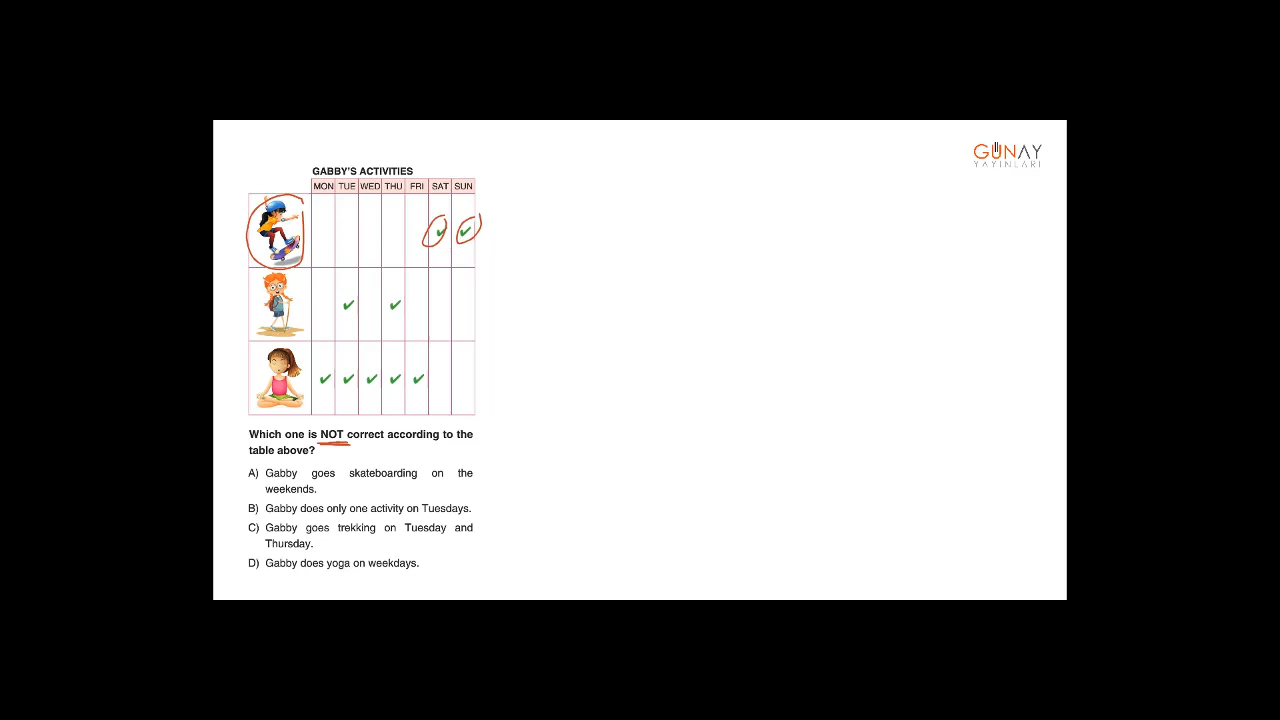 GÜNAY
YAYINLARI
GABBY'S ACTIVITIES
MON TUE WED THU FRI SAT SUN
Which one is NOT correct according to the
table above?
A) Gabby goes skateboarding on the
weekends.
B) Gabby does only one activity on Tuesdays.
C) Gabby goes trekking on Tuesday and
Thursday.
D) Gabby does yoga on weekdays.